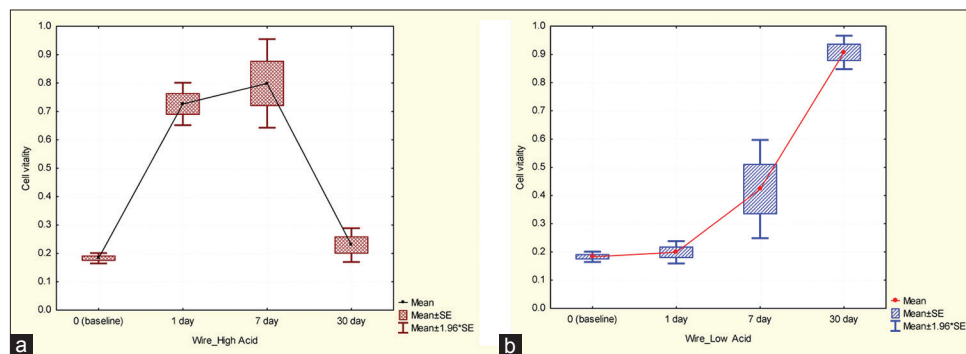 1.0
0.9
0.8
0.7
0.6
0.5
0.4
0.3
0.2
0.1
0.0
Cell vitality
0 (baseline) 1 day 7 day 30 day
Wire_High Acid
Mean
Mean±SE
Mean±1.96*SE
a
1.0
0.9
0.8
0.7
0.6
0.5
0.4
0.3
0.2
0.1
0.0
Cell vitality
0 (baseline) 1 day 7 day 30 day
Wire_Low Acid
Mean
Mean±SE
Mean±1.96*SE
b